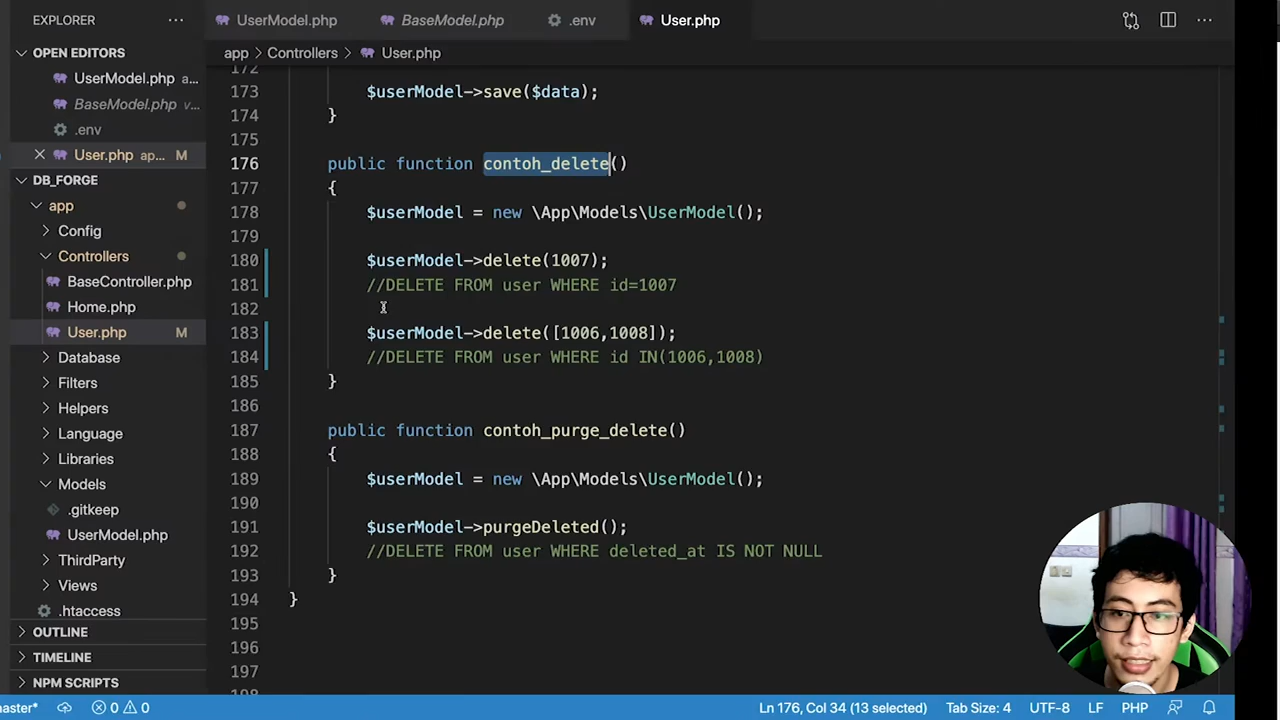 EXPLORER
OPEN EDITORS
UserModel.php a...
BaseModel.php v...
.env
User.php ap... M
DB_FORGE
app
Config
Controllers
BaseController.php
Home.php
User.php M
Database
Filters
Helpers
Language
Libraries
Models
.gitkeep
UserModel.php
ThirdParty
Views
.htaccess
OUTLINE
TIMELINE
NPM SCRIPTS
UserModel.php BaseModel.php .env User.php
app > Controllers > User.php
172
173 $userModel->save($data);
174 }
175
176 public function contoh_delete()
177 {
178 $userModel = new \App\Models\UserModel();
179
180 $userModel->delete(1007);
181 //DELETE FROM user WHERE id=1007
182
183 $userModel->delete([1006,1008]);
184 //DELETE FROM user WHERE id IN(1006,1008)
185 }
186
187 public function contoh_purge_delete()
188 {
189 $userModel = new \App\Models\UserModel();
190
191 $userModel->purgeDeleted();
192 //DELETE FROM user WHERE deleted_at IS NOT NULL
193 }
194 }
195
196
197
198
master* 0 0 Ln 176, Col 34 (13 selected) Tab Size: 4 UTF-8 LF PHP